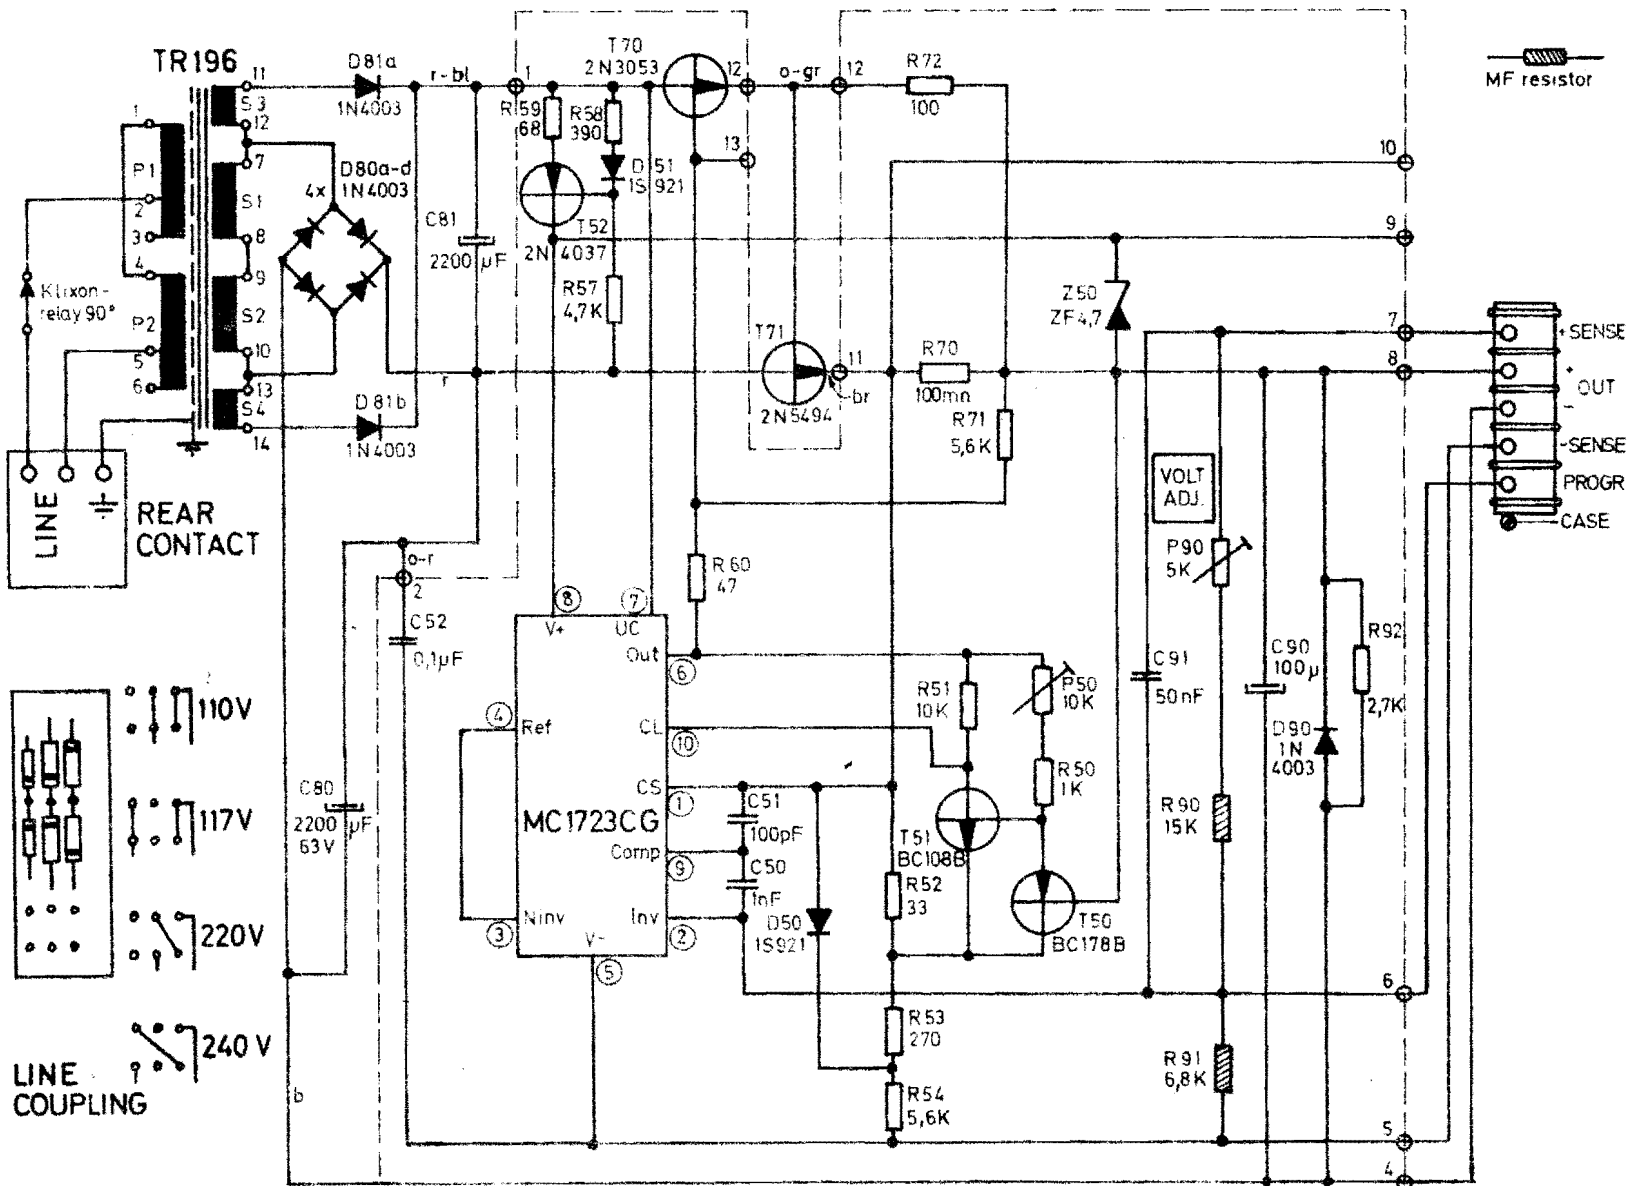 TR196
11
S3
12
7
S1
8
9
S2
10
13
S4
14
1
P1
2
3
4
P2
5
6
Klixon-
relay 90°
LINE
REAR
CONTACT
D81a
1N4003
r-bl
D80a-d
4x 1N4003
C81
2200 µF
r
D81b
1N4003
1
R59
68
R58
390
D51
1S921
T52
2N4037
R57
4,7K
T70
2N3053
12
o-gr
12
13
R72
100
T71
2N5494
11
-br
R70
100mn
R71
5,6K
Z50
ZF4,7
10
9
7
8
MF resistor
+SENSE
+
OUT
-
-SENSE
PROGR
CASE
VOLT
ADJ.
P90
5K
R60
47
o-r
2
C52
0,1µF
8
V+
7
UC
Out
6
4
Ref
CL
10
CS
1
MC1723CG
Comp
9
Ninv
3
Inv
2
V-
5
C51
100pF
C50
1nF
D50
1S921
R51
10K
P50
10K
R50
1K
T51
BC108B
R52
33
T50
BC178B
R53
270
R54
5,6K
C91
50nF
C90
100µ
R92
2,7K
D90
1N
4003
R90
15K
R91
6,8K
6
5
4
C80
2200 µF
63V
b
110V
117V
220V
240V
LINE
COUPLING